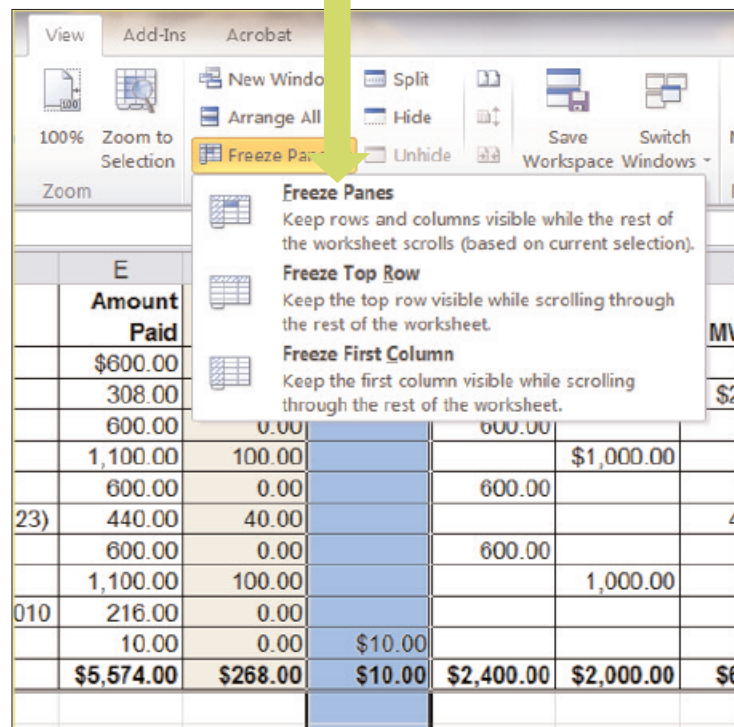 View Add-Ins Acrobat
New Split
Arrange All Hide
100% Zoom to Selection
Freeze Unhide
Save Workspace Switch Windows
Zoom
Freeze Panes
Keep rows and columns visible while the rest of
the worksheet scrolls (based on current selection).
Freeze Top Row
Keep the top row visible while scrolling through
the rest of the worksheet.
Freeze First Column
Keep the first column visible while scrolling
through the rest of the worksheet.
E
Amount
Paid
$600.00
308.00
600.00 0.00 600.00
1,100.00 100.00 $1,000.00
600.00 0.00 600.00
23) 440.00 40.00
600.00 0.00 600.00
1,100.00 100.00 1,000.00
010 216.00 0.00
10.00 0.00 $10.00
$5,574.00 $268.00 $10.00 $2,400.00 $2,000.00